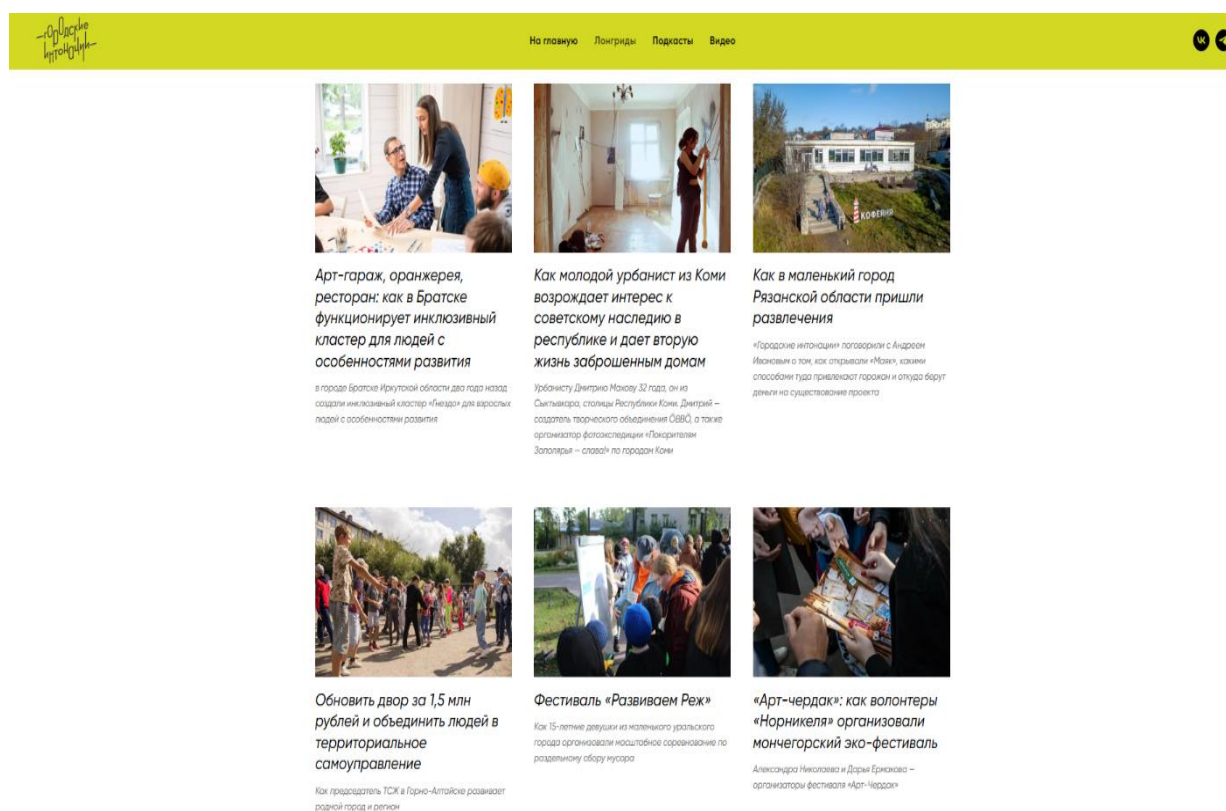 городские
интонации
На главную Лонгриды Подкасты Видео
КОФЕЙНЯ
Арт-гараж, оранжерея,
ресторан: как в Братске
функционирует инклюзивный
кластер для людей с
особенностями развития
в городе Братске Иркутской области два года назад
создали инклюзивный кластер «Гнездо» для взрослых
людей с особенностями развития
Как молодой урбанист из Коми
возрождает интерес к
советскому наследию в
республике и дает вторую
жизнь заброшенным домам
Урбанисту Дмитрию Махову 32 года, он из
Сыктывкара, столицы Республики Коми. Дмитрий —
создатель творческого объединения ÖBBÖ, а также
организатор фотоэкспедиции «Покорителям
Заполярья — слава!» по городам Коми
Как в маленький город
Рязанской области пришли
развлечения
«Городские интонации» поговорили с Андреем
Ивановым о том, как открывали «Маяк», какими
способами туда привлекают горожан и откуда берут
деньги на существование проекта
Обновить двор за 1,5 млн
рублей и объединить людей в
территориальное
самоуправление
Как председатель ТСЖ в Горно-Алтайске развивает
родной город и регион
Фестиваль «Развиваем Реж»
Как 15-летние девушки из маленького уральского
города организовали масштабное соревнование по
раздельному сбору мусора
«Арт-чердак»: как волонтеры
«Норникеля» организовали
мончегорский эко-фестиваль
Александра Николаева и Дарья Ермакова —
организаторы фестиваля «Арт-Чердак»